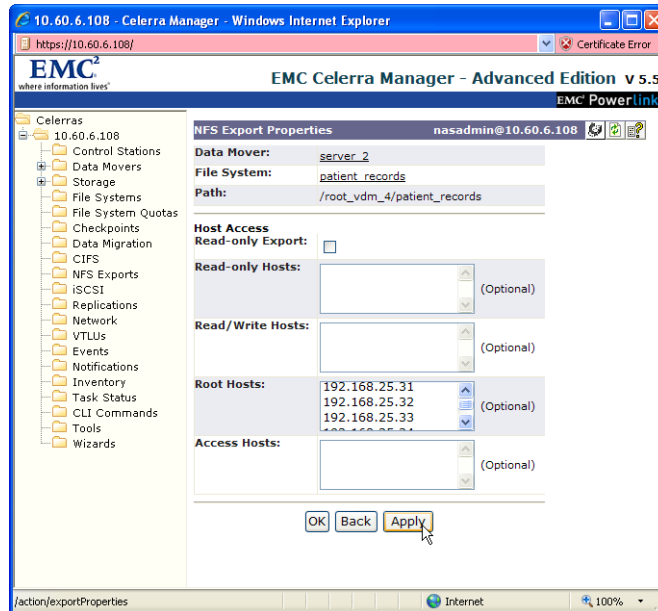 10.60.6.108 - Celerra Manager - Windows Internet Explorer
https://10.60.6.108/
Certificate Error
EMC²
where information lives®
EMC Celerra Manager - Advanced Edition V 5.5
EMC² Powerlink
Celerras
10.60.6.108
Control Stations
Data Movers
Storage
File Systems
File System Quotas
Checkpoints
Data Migration
CIFS
NFS Exports
iSCSI
Replications
Network
VTLUs
Events
Notifications
Inventory
Task Status
CLI Commands
Tools
Wizards
NFS Export Properties nasadmin@10.60.6.108
Data Mover: server_2
File System: patient_records
Path: /root_vdm_4/patient_records
Host Access
Read-only Export:
Read-only Hosts: (Optional)
Read/Write Hosts: (Optional)
Root Hosts:
192.168.25.31
192.168.25.32
192.168.25.33
(Optional)
Access Hosts: (Optional)
OK Back Apply
/action/exportProperties Internet 100%